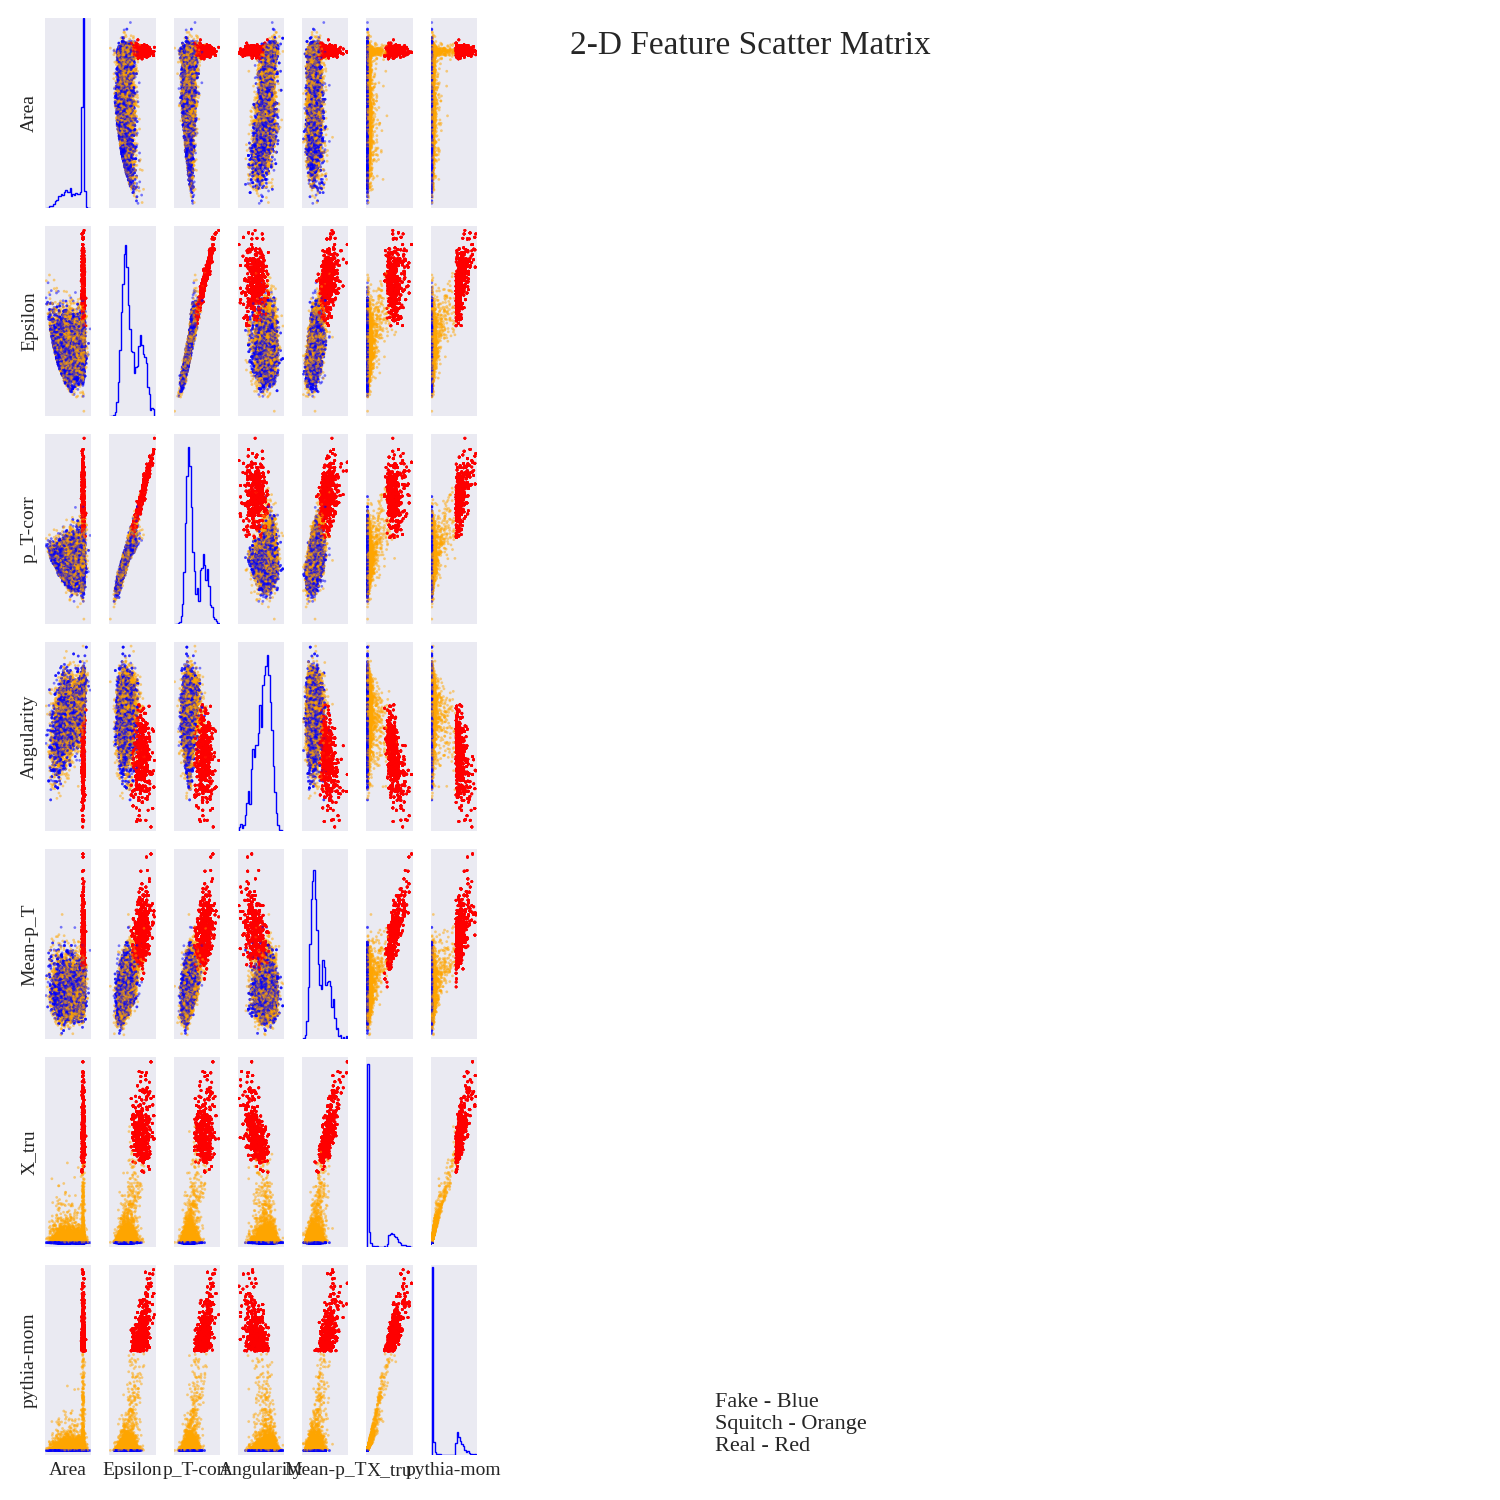 2-D Feature Scatter Matrix
Area
Epsilon
p_T-corr
Angularity
Mean-p_T
X_tru
pythia-mom
Fake - Blue
Squitch - Orange
Real - Red
Area Epsilon p_T-corr Angularity Mean-p_T X_tru pythia-mom